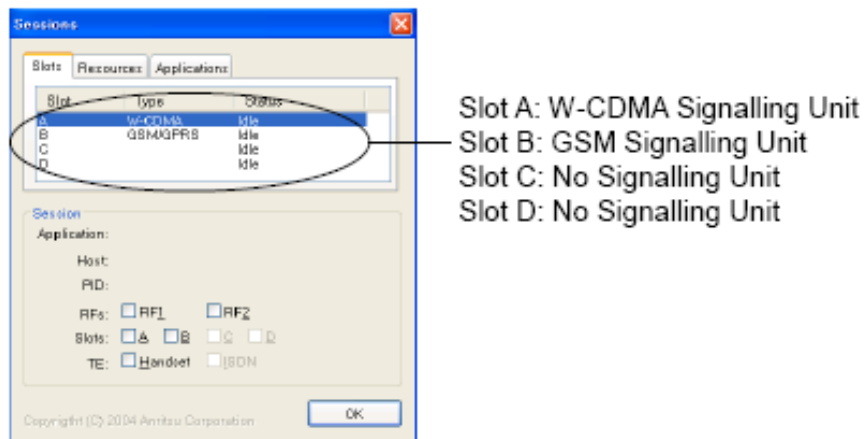 Sessions
Slots Resources Applications
Slot Type Status
A W-CDMA Idle
B GSM/GPRS Idle
C Idle
D Idle
Session
Application:
Host:
PID:
RFs: RF1 RF2
Slots: A B C D
TE: Handset ISDN
Copyright (C) 2004 Anritsu Corporation OK
Slot A: W-CDMA Signalling Unit
Slot B: GSM Signalling Unit
Slot C: No Signalling Unit
Slot D: No Signalling Unit